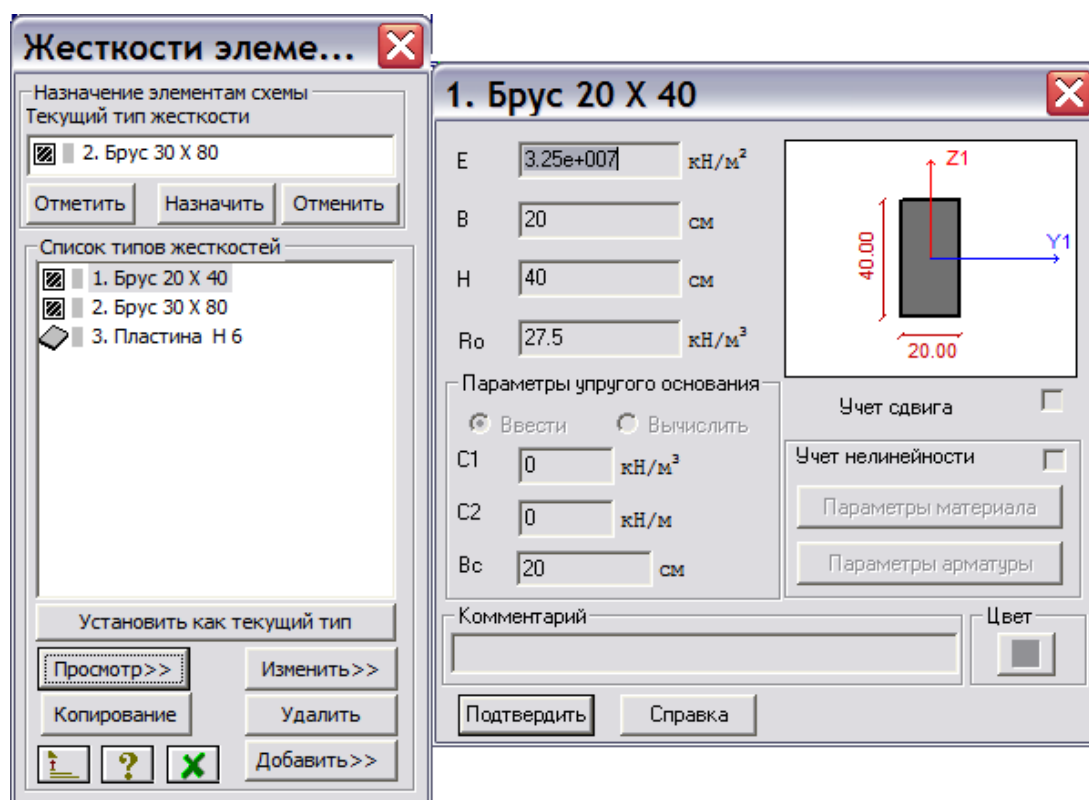 Жесткости элеме...
Назначение элементам схемы
Текущий тип жесткости
2. Брус 30 X 80
Отметить Назначить Отменить
Список типов жесткостей
1. Брус 20 X 40
2. Брус 30 X 80
3. Пластина H 6
Установить как текущий тип
Просмотр>> Изменить>>
Копирование Удалить
? Добавить>>
1. Брус 20 X 40
E 3.25e+007 кН/м²
B 20 см
H 40 см
Ro 27.5 кН/м³
Z1
Y1
40.00
20.00
Параметры упругого основания
Ввести Вычислить
C1 0 кН/м³
C2 0 кН/м
Bc 20 см
Учет сдвига
Учет нелинейности
Параметры материала
Параметры арматуры
Комментарий
Цвет
Подтвердить Справка